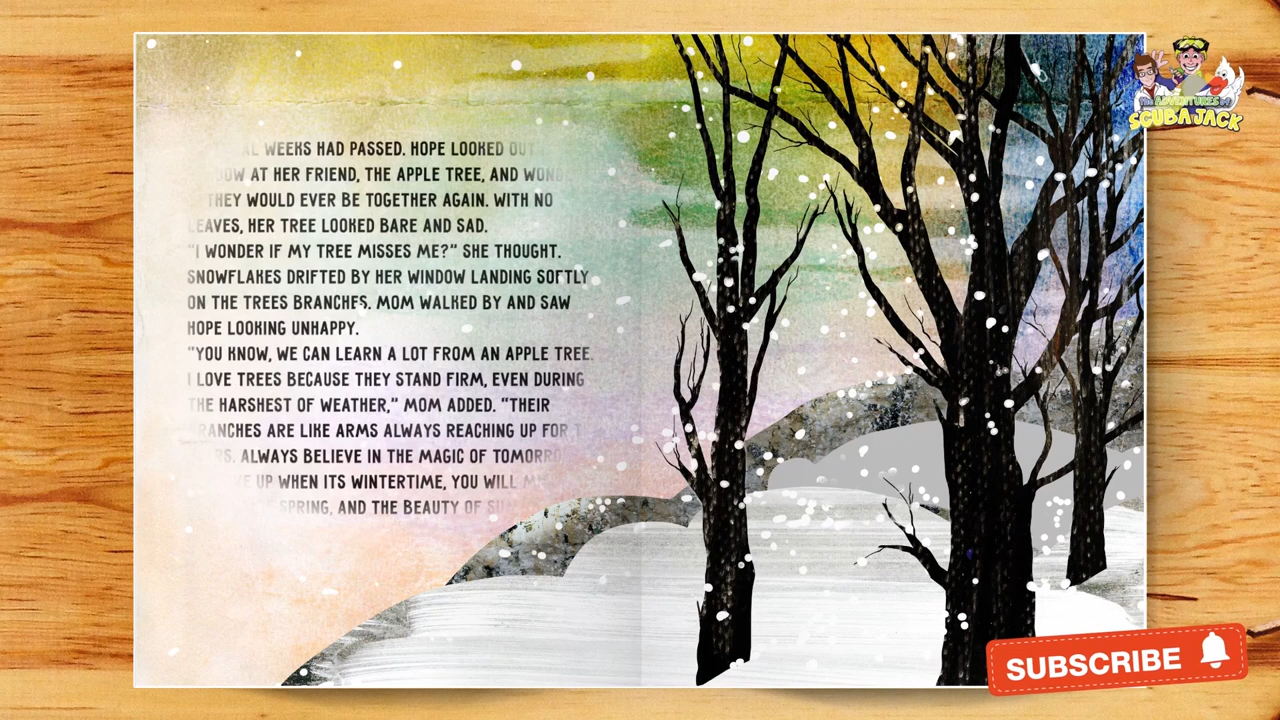 WEEKS HAD PASSED. HOPE LOOKED OUT
AT HER FRIEND, THE APPLE TREE, AND
THEY WOULD EVER BE TOGETHER AGAIN. WITH NO
LEAVES, HER TREE LOOKED BARE AND SAD.
"I WONDER IF MY TREE MISSES ME?" SHE THOUGHT.
SNOWFLAKES DRIFTED BY HER WINDOW LANDING SOFTLY
ON THE TREES BRANCHES. MOM WALKED BY AND SAW
HOPE LOOKING UNHAPPY.
"YOU KNOW, WE CAN LEARN A LOT FROM AN APPLE TREE.
I LOVE TREES BECAUSE THEY STAND FIRM, EVEN DURING
THE HARSHEST OF WEATHER," MOM ADDED. "THEIR
BRANCHES ARE LIKE ARMS ALWAYS REACHING UP FOR
ALWAYS BELIEVE IN THE MAGIC OF
UP WHEN ITS WINTERTIME, YOU WILL
SPRING, AND THE BEAUTY OF
THE ADVENTURES OF
SCUBA JACK
SUBSCRIBE